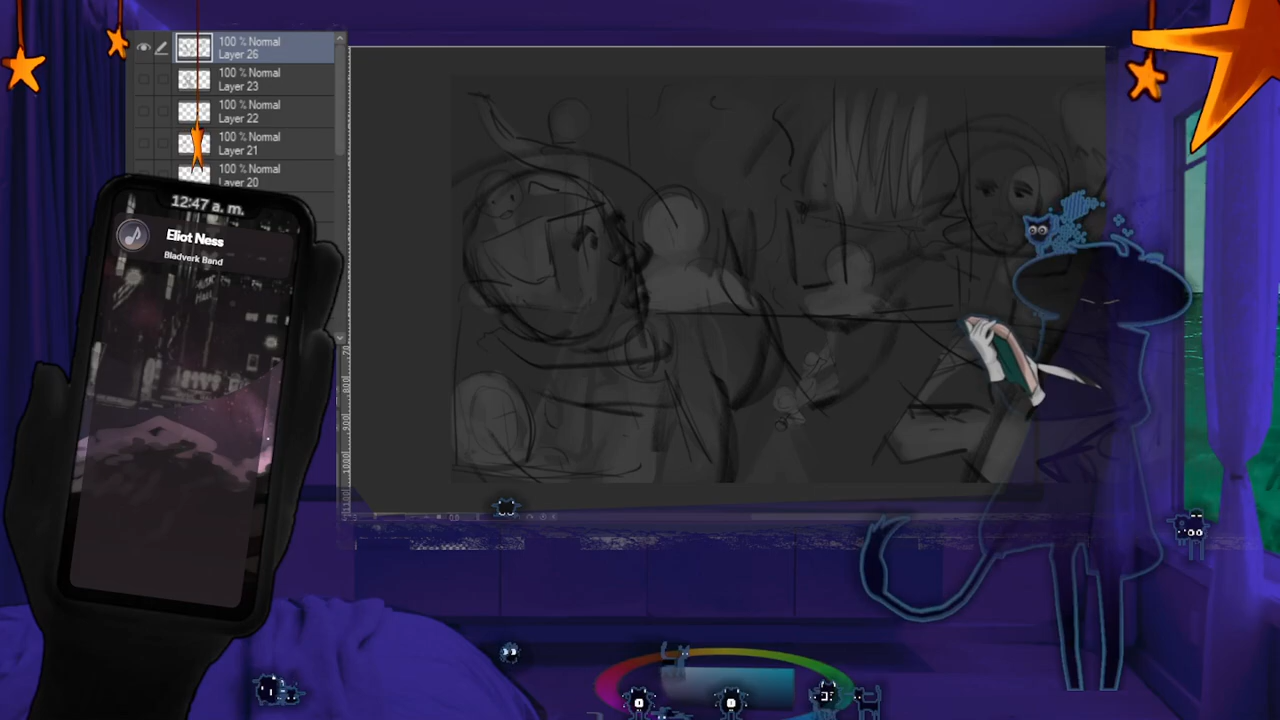 100 % Normal
Layer 26
100 % Normal
Layer 23
100 % Normal
Layer 22
100 % Normal
Layer 21
100 % Normal
Layer 20
12:47 a. m.
Eliot Ness
Bladverk Band